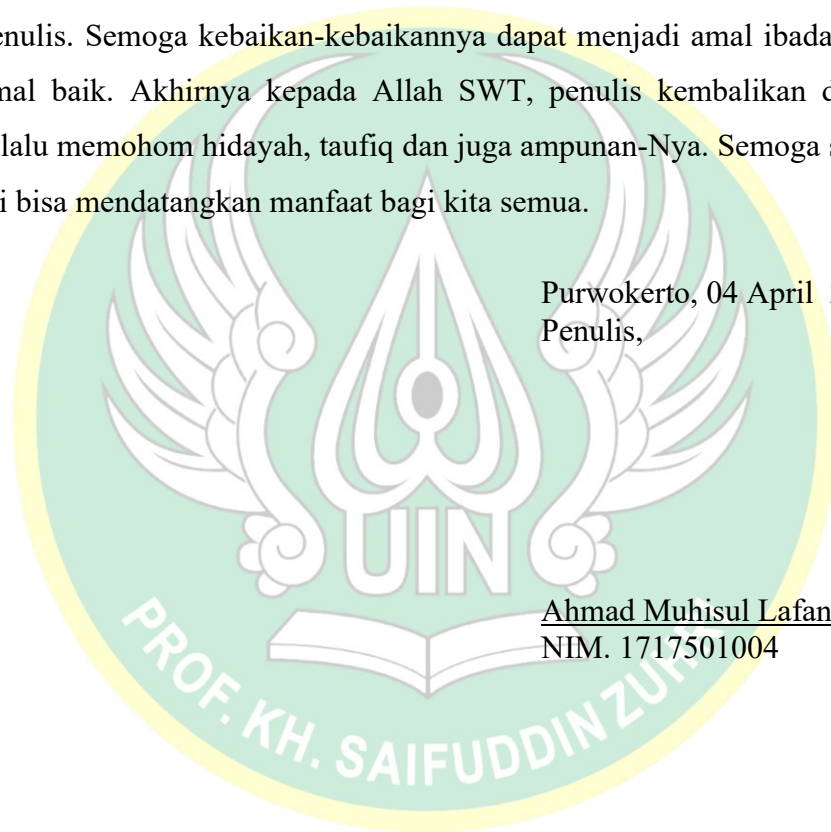 enulis. Semoga kebaikan-kebaikannya dapat menjadi amal ibada
mal baik. Akhirnya kepada Allah SWT, penulis kembalikan d
lalu memohom hidayah, taufiq dan juga ampunan-Nya. Semoga s
i bisa mendatangkan manfaat bagi kita semua.
Purwokerto, 04 April
Penulis,
UIN
Ahmad Muhisul Lafan
NIM. 1717501004
PROF. KH. SAIFUDDIN ZUHRI